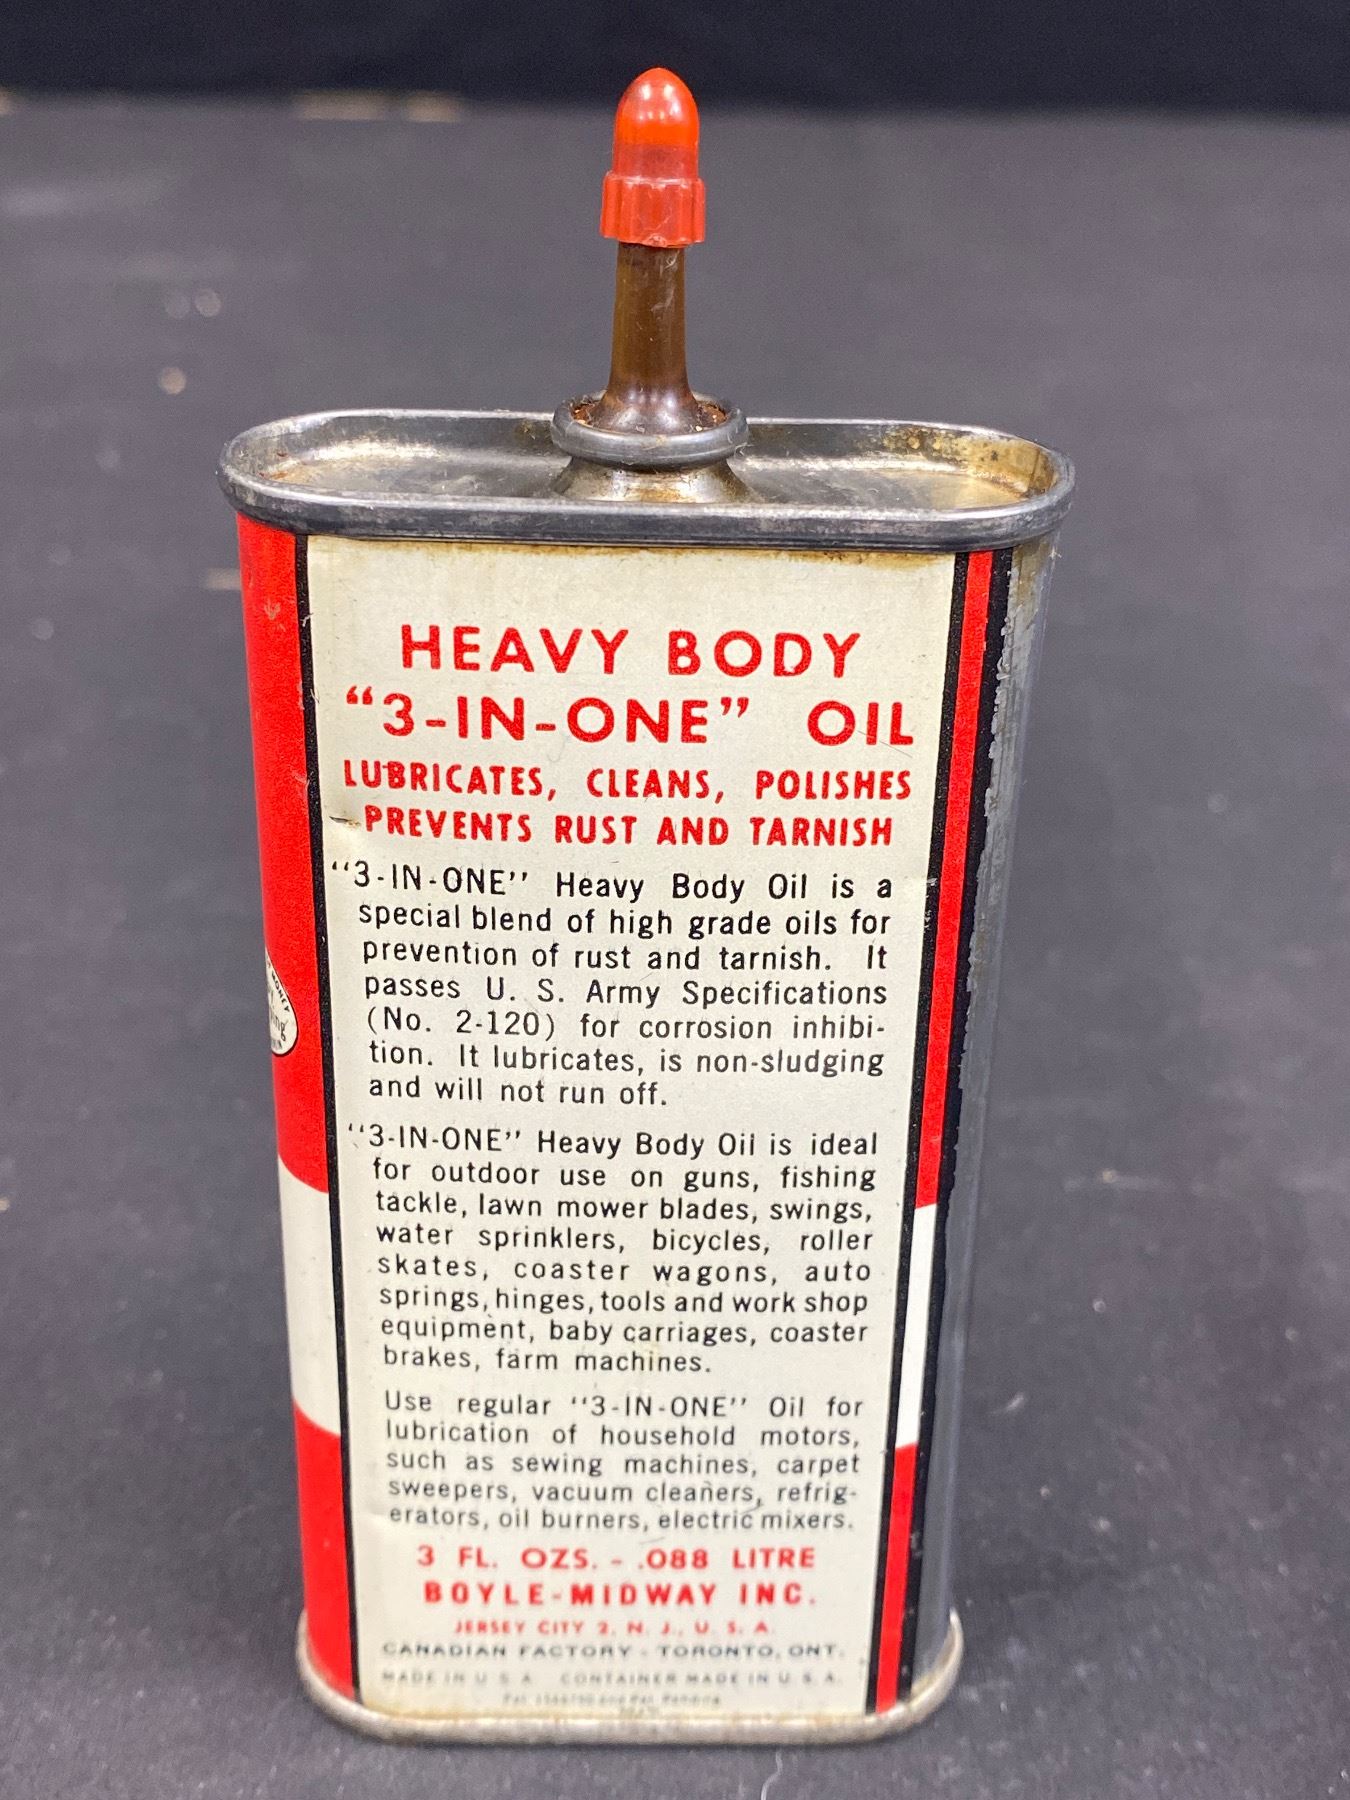 HEAVY BODY
“3-IN-ONE” OIL
LUBRICATES, CLEANS, POLISHES
PREVENTS RUST AND TARNISH
‘‘3-IN-ONE’’ Heavy Body Oil is a
special blend of high grade oils for
prevention of rust and tarnish. It
passes U. S. Army Specifications
(No. 2-120) for corrosion inhibi-
tion. It lubricates, is non-sludging
and will not run off.
‘‘3-IN-ONE’’ Heavy Body Oil is ideal
for outdoor use on guns, fishing
tackle, lawn mower blades, swings,
water sprinklers, bicycles, roller
skates, coaster wagons, auto
springs, hinges, tools and work shop
equipment, baby carriages, coaster
brakes, farm machines.
Use regular ‘‘3-IN-ONE’’ Oil for
lubrication of household motors,
such as sewing machines, carpet
sweepers, vacuum cleaners, refrig-
erators, oil burners, electric mixers.
3 FL. OZS. - .088 LITRE
BOYLE-MIDWAY INC.
JERSEY CITY 2, N. J., U. S. A.
CANADIAN FACTORY - TORONTO, ONT.
MADE IN U S A CONTAINER MADE IN U. S. A.
Pat. and Pat. Pending